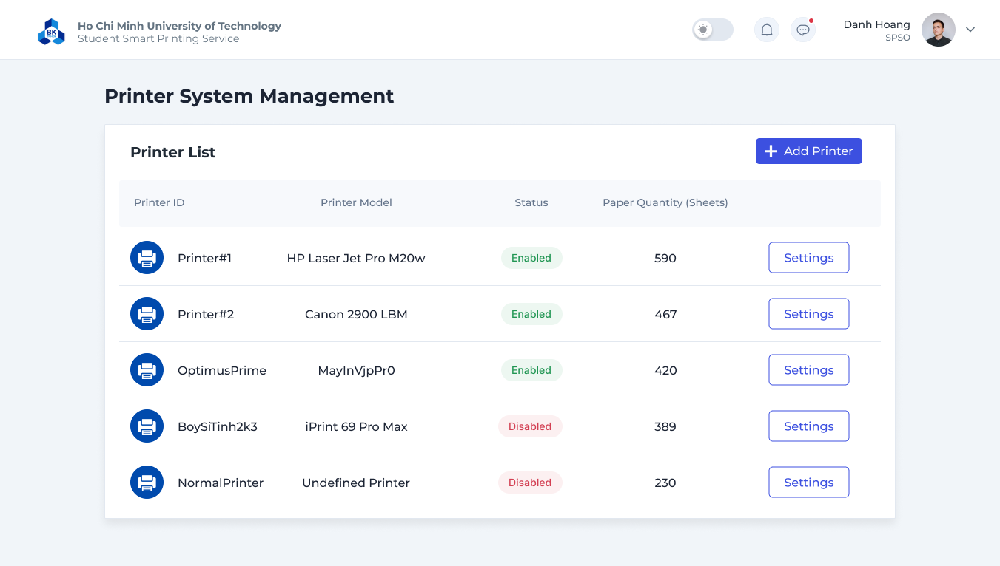 BK
Ho Chi Minh University of Technology
Student Smart Printing Service
Danh Hoang
SPSO
Printer System Management
Printer List
Add Printer
Printer ID Printer Model Status Paper Quantity (Sheets)
Printer#1 HP Laser Jet Pro M20w Enabled 590 Settings
Printer#2 Canon 2900 LBM Enabled 467 Settings
OptimusPrime MayInVjpPr0 Enabled 420 Settings
BoySiTinh2k3 iPrint 69 Pro Max Disabled 389 Settings
NormalPrinter Undefined Printer Disabled 230 Settings